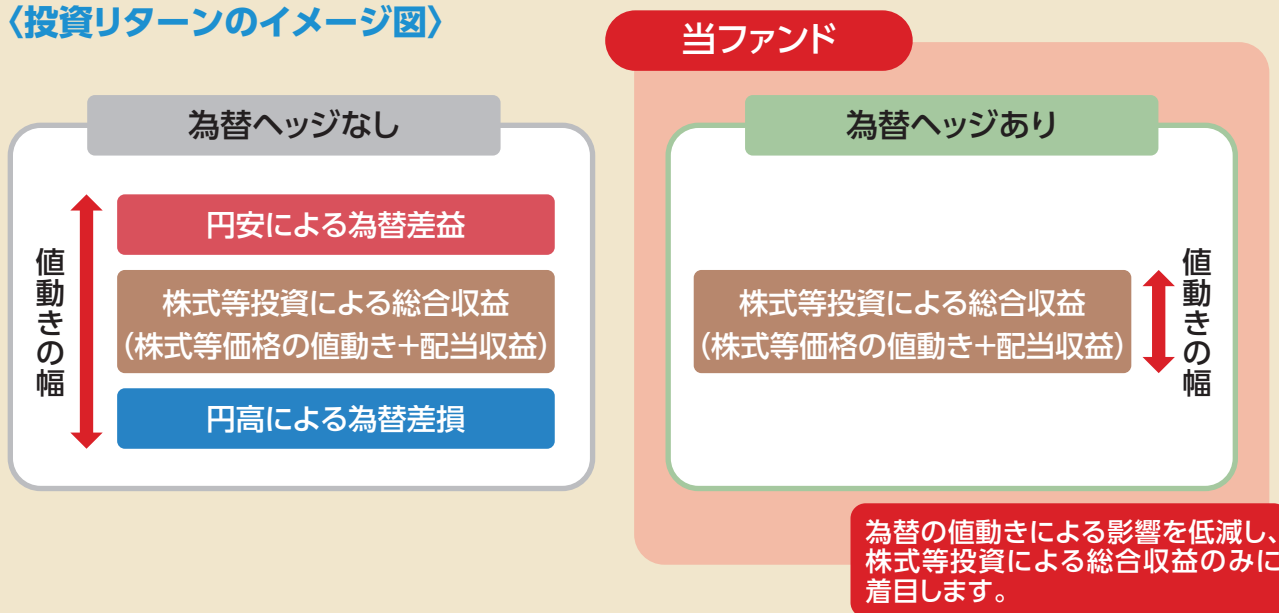 〈投資リターンのイメージ図〉
当ファンド
為替ヘッジなし
値動きの幅
円安による為替差益
株式等投資による総合収益
(株式等価格の値動き+配当収益)
円高による為替差損
為替ヘッジあり
株式等投資による総合収益
(株式等価格の値動き+配当収益)
値動きの幅
為替の値動きによる影響を低減し、
株式等投資による総合収益のみに
着目します。